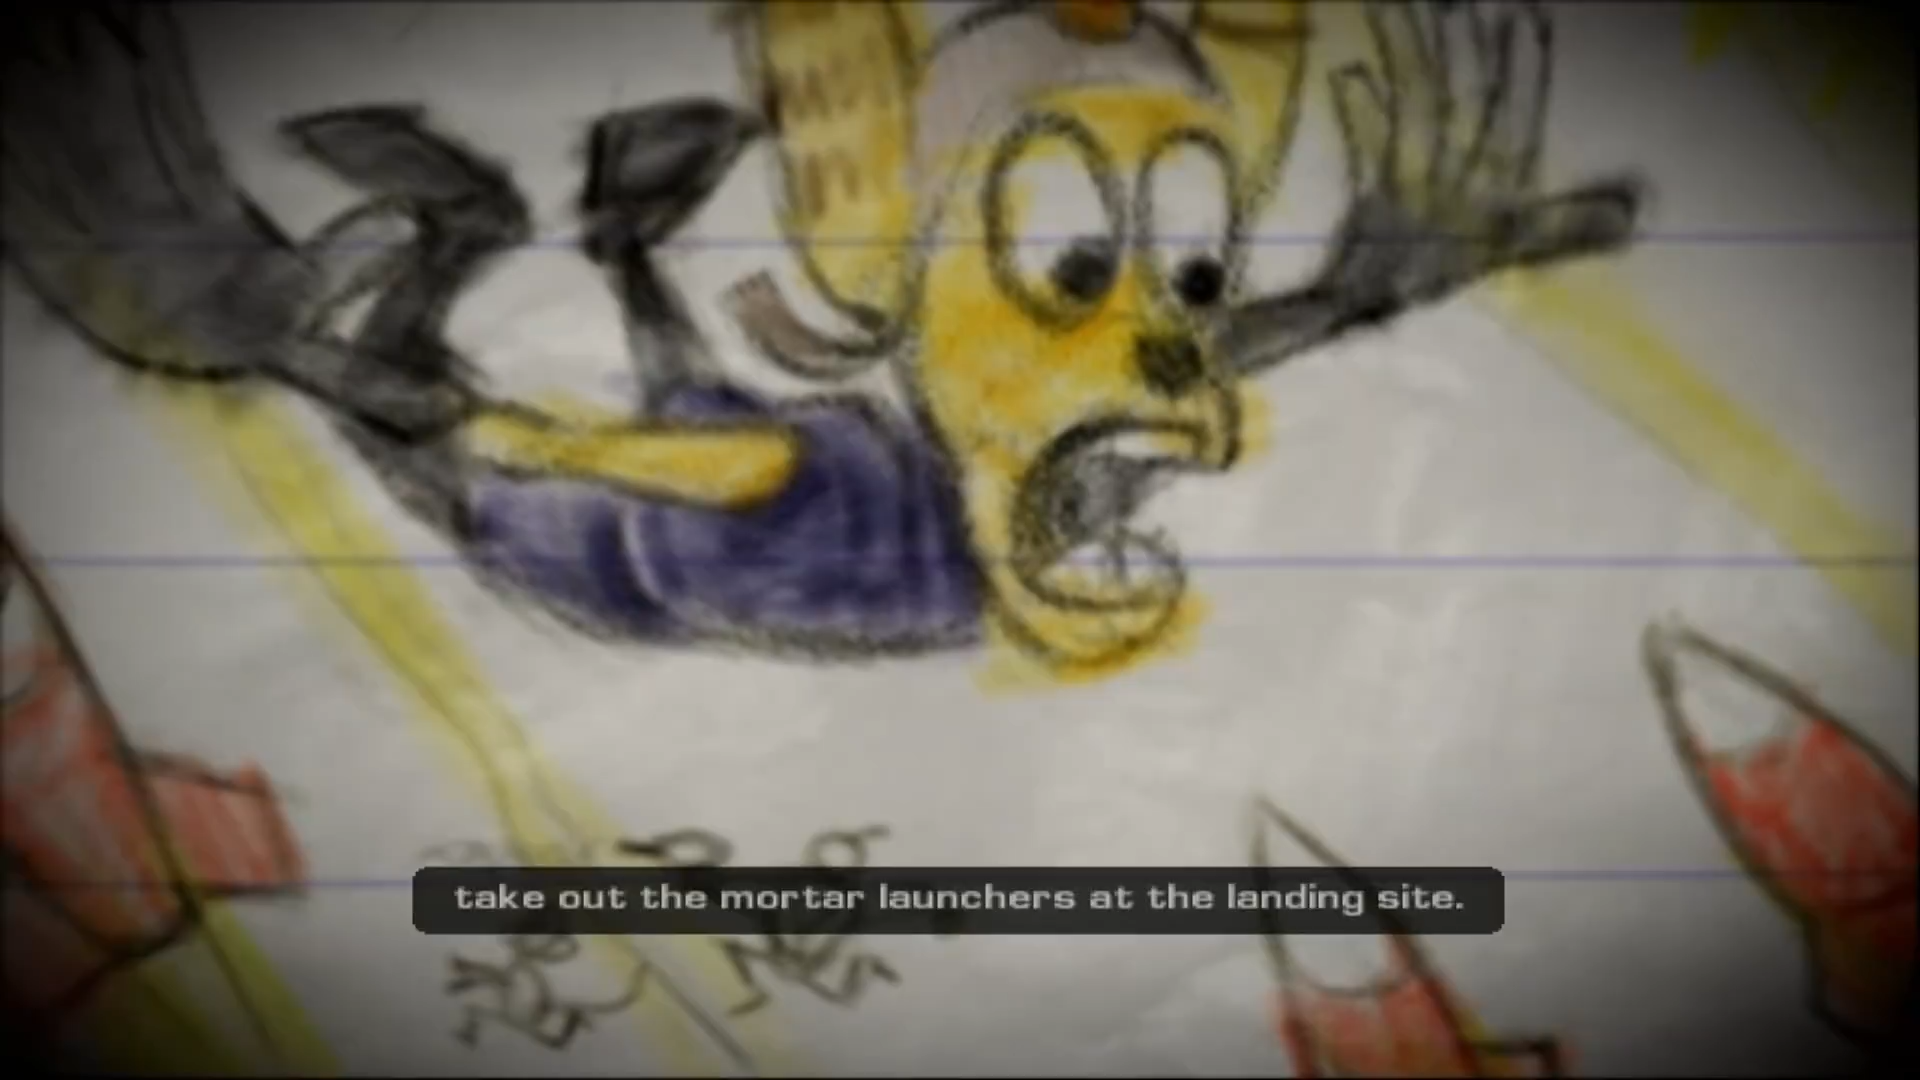 take out the mortar launchers at the landing site.